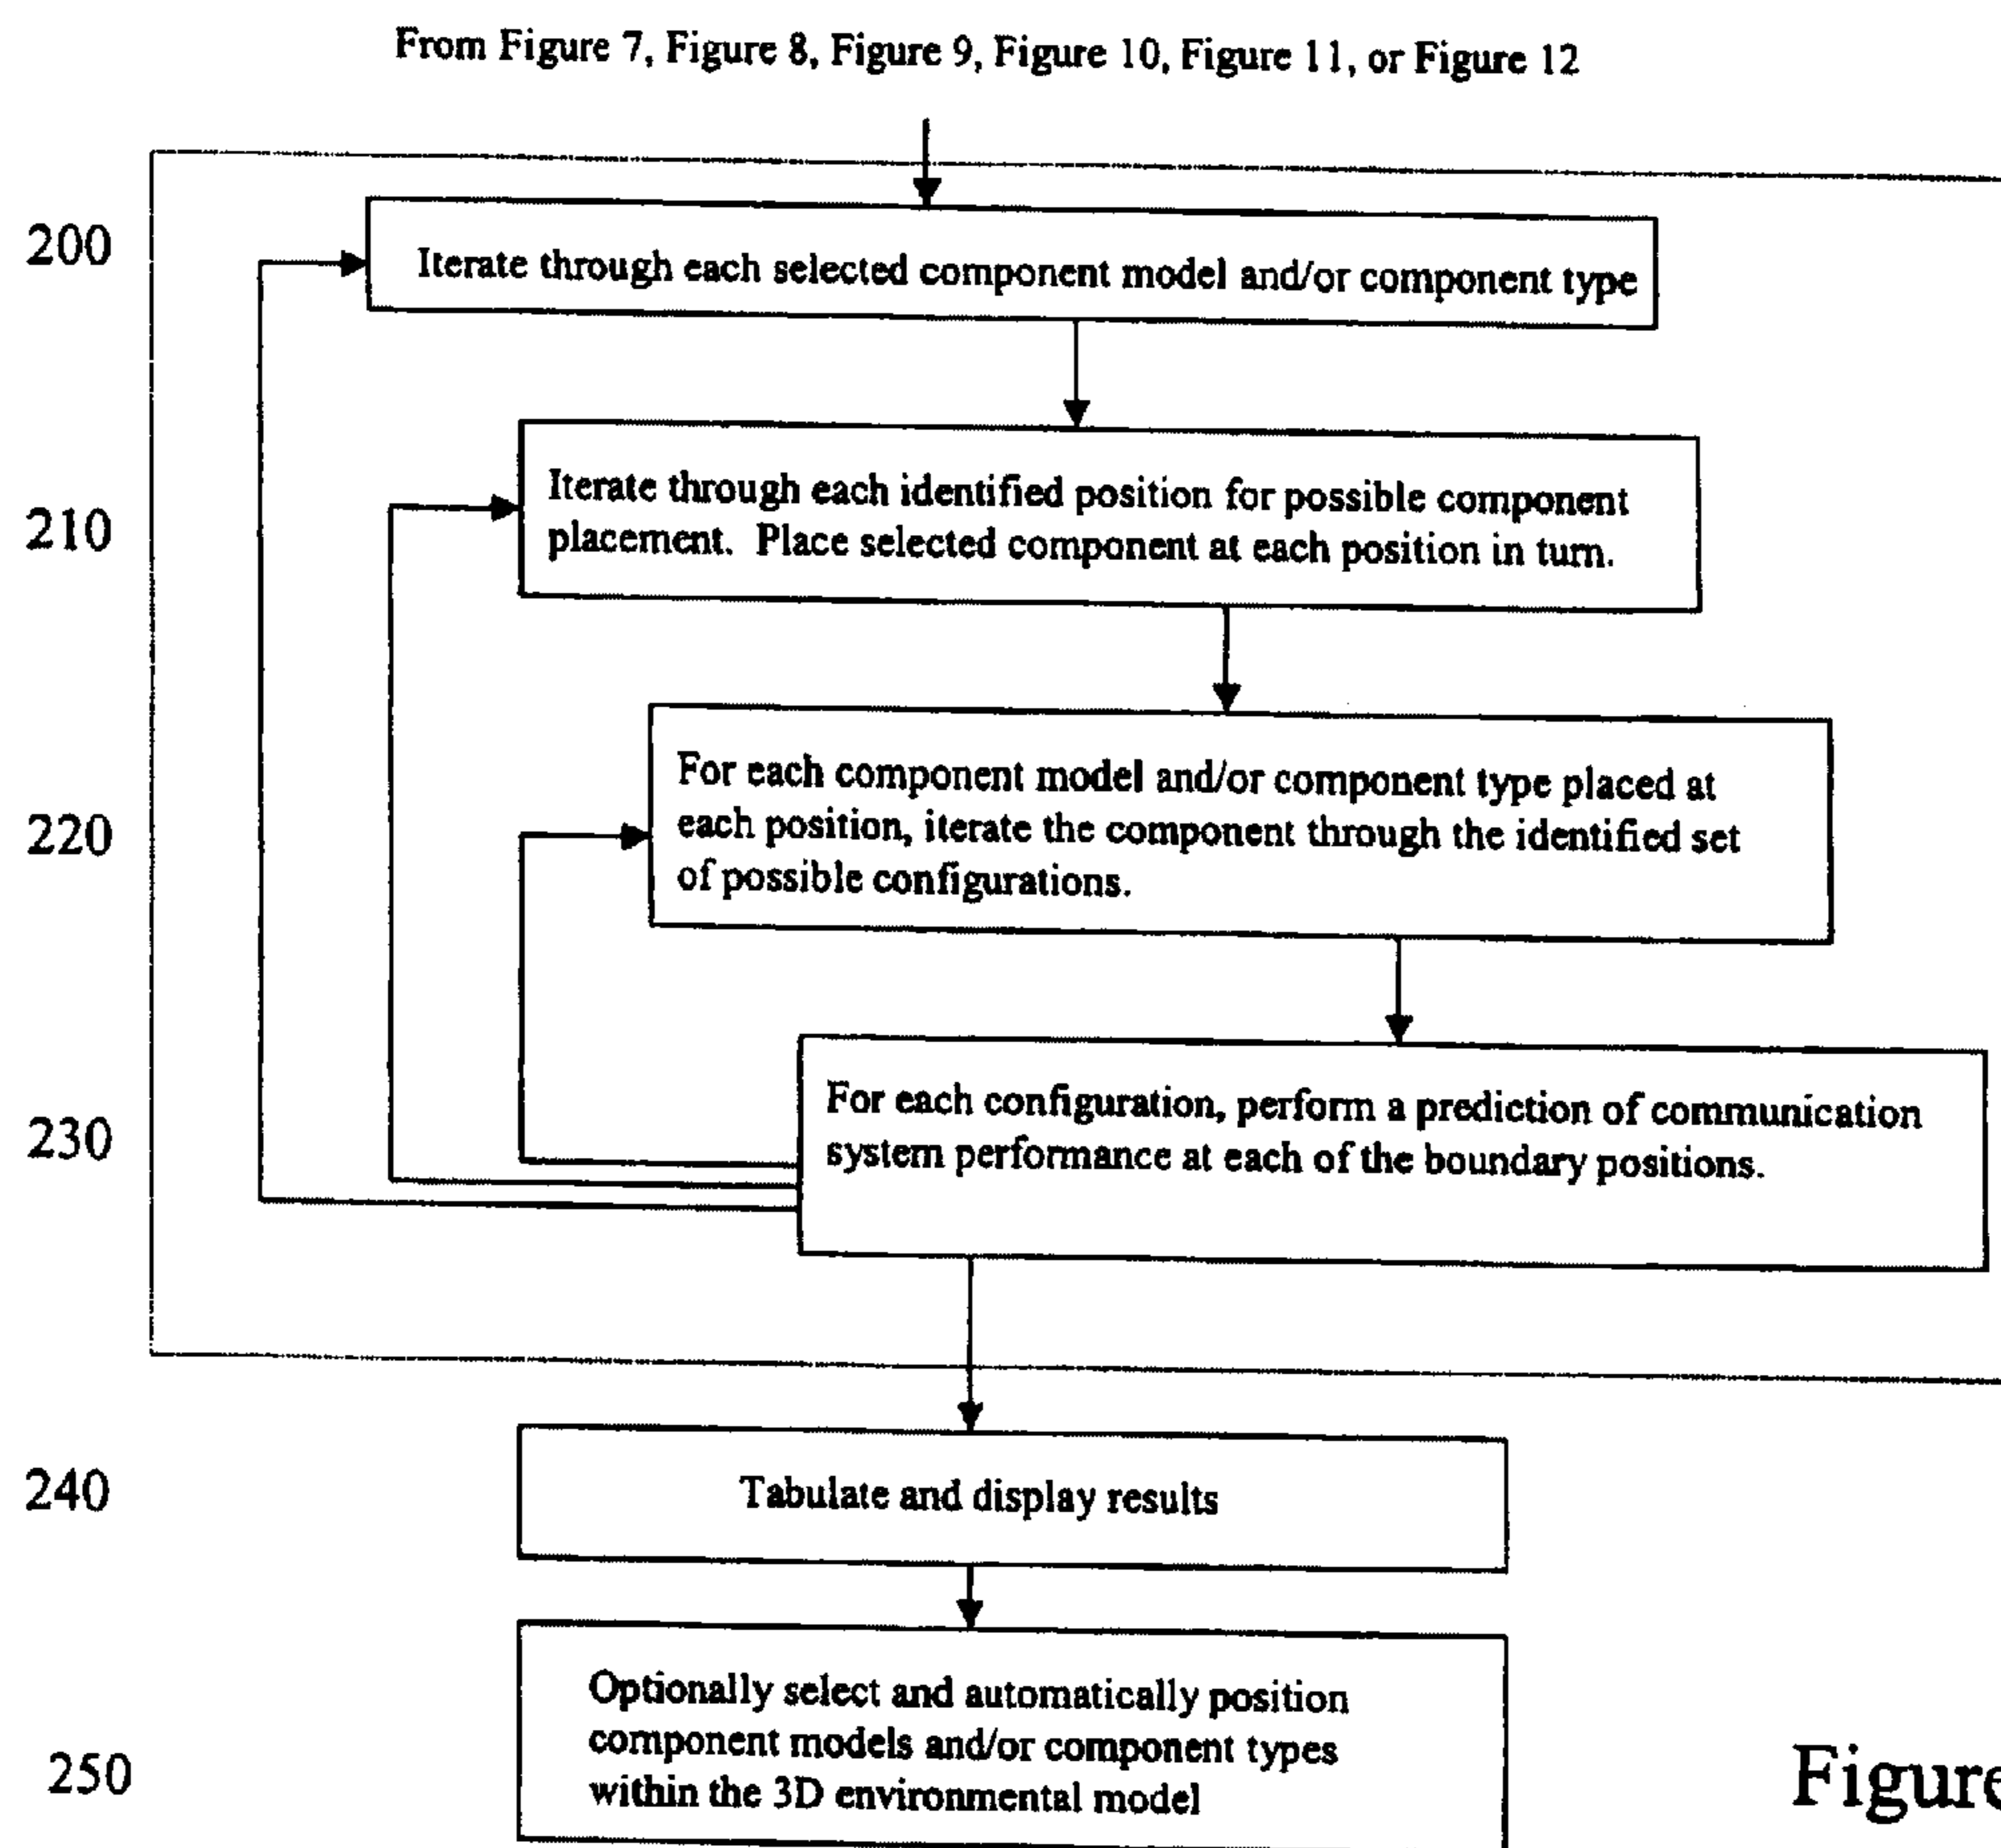 From Figure 7, Figure 8, Figure 9, Figure 10, Figure 11, or Figure 12
200
Iterate through each selected component model and/or component type
210
Iterate through each identified position for possible component
placement. Place selected component at each position in turn.
220
For each component model and/or component type placed at
each position, iterate the component through the identified set
of possible configurations.
230
For each configuration, perform a prediction of communication
system performance at each of the boundary positions.
240
Tabulate and display results
250
Optionally select and automatically position
component models and/or component types
within the 3D environmental model
Figure